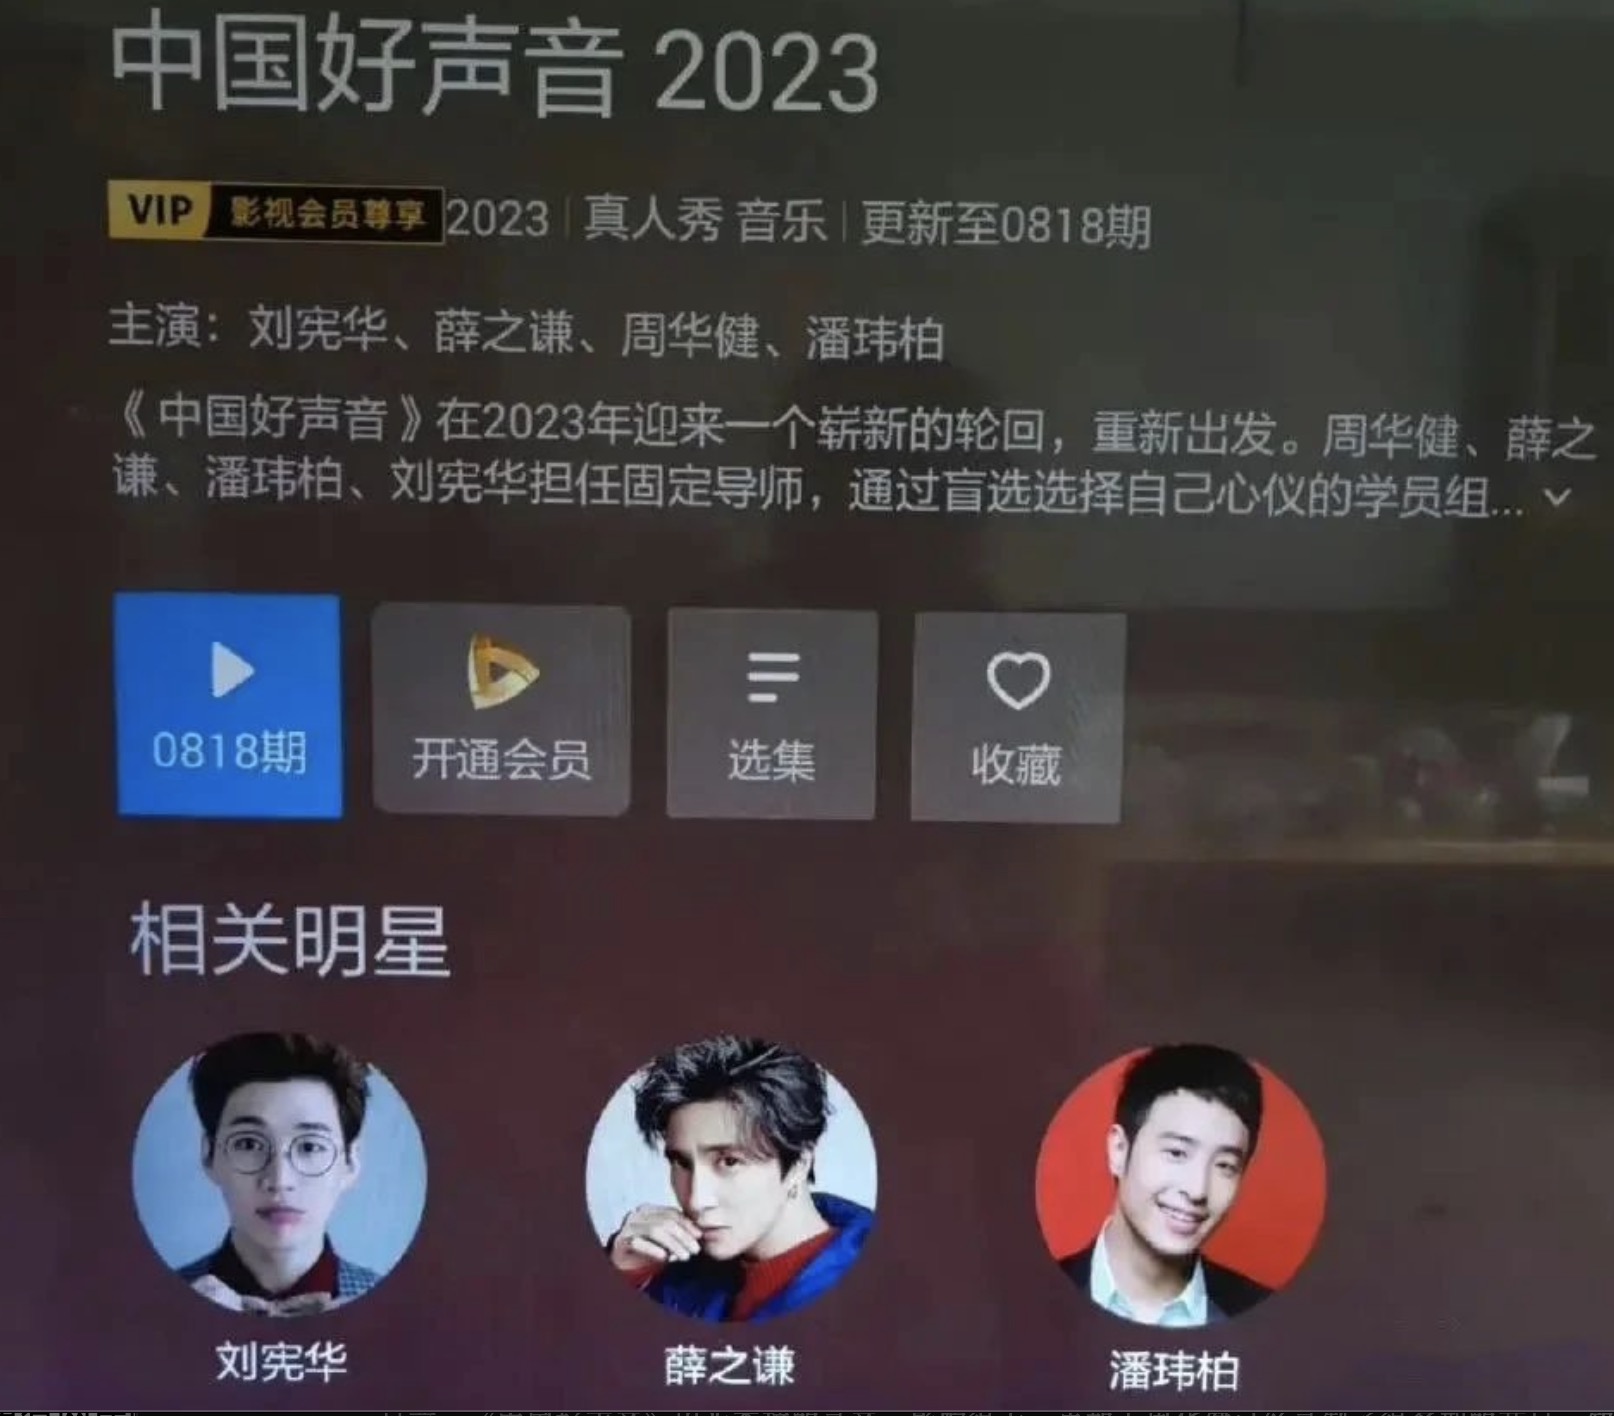 中国好声音 2023
VIP 影视会员尊享 2023 真人秀 音乐 更新至0818期
主演：刘宪华、薛之谦、周华健、潘玮柏
《中国好声音》在2023年迎来一个崭新的轮回，重新出发。周华健、薛之
谦、潘玮柏、刘宪华担任固定导师，通过盲选选择自己心仪的学员组...
0818期 开通会员 选集 收藏
相关明星
刘宪华 薛之谦 潘玮柏